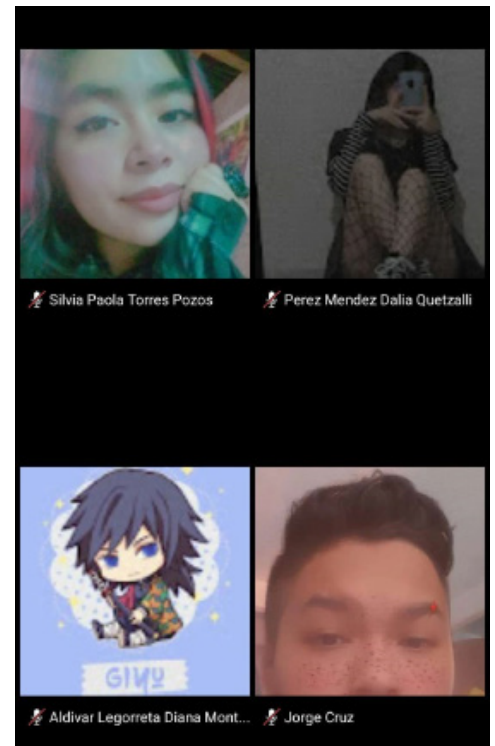 Silvia Paola Torres Pozos
Perez Mendez Dalia Quetzalli
GIYU
Aldivar Legorreta Diana Mont...
Jorge Cruz